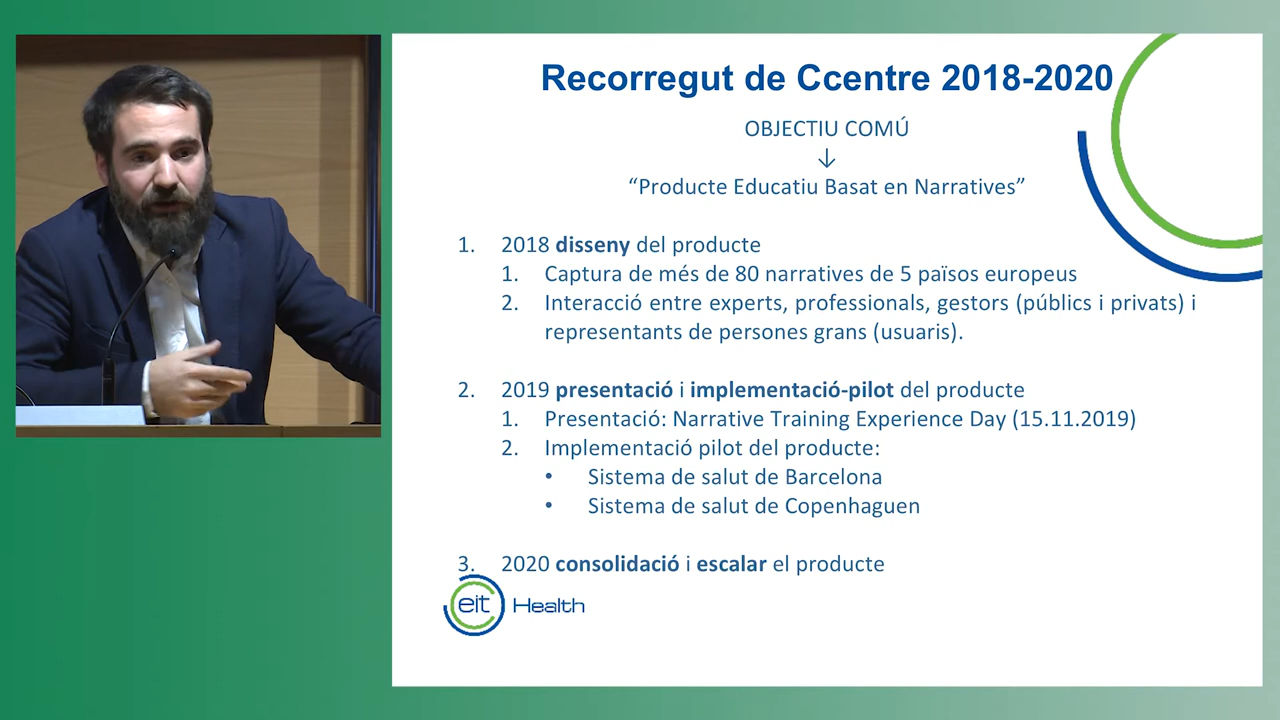 Recorregut de Ccentre 2018-2020
OBJECTIU COMÚ
↓
“Producte Educatiu Basat en Narratives”
1. 2018 disseny del producte
1. Captura de més de 80 narratives de 5 països europeus
2. Interacció entre experts, professionals, gestors (públics i privats) i
representants de persones grans (usuaris).
2. 2019 presentació i implementació-pilot del producte
1. Presentació: Narrative Training Experience Day (15.11.2019)
2. Implementació pilot del producte:
• Sistema de salut de Barcelona
• Sistema de salut de Copenhaguen
3. 2020 consolidació i escalar el producte
eit Health